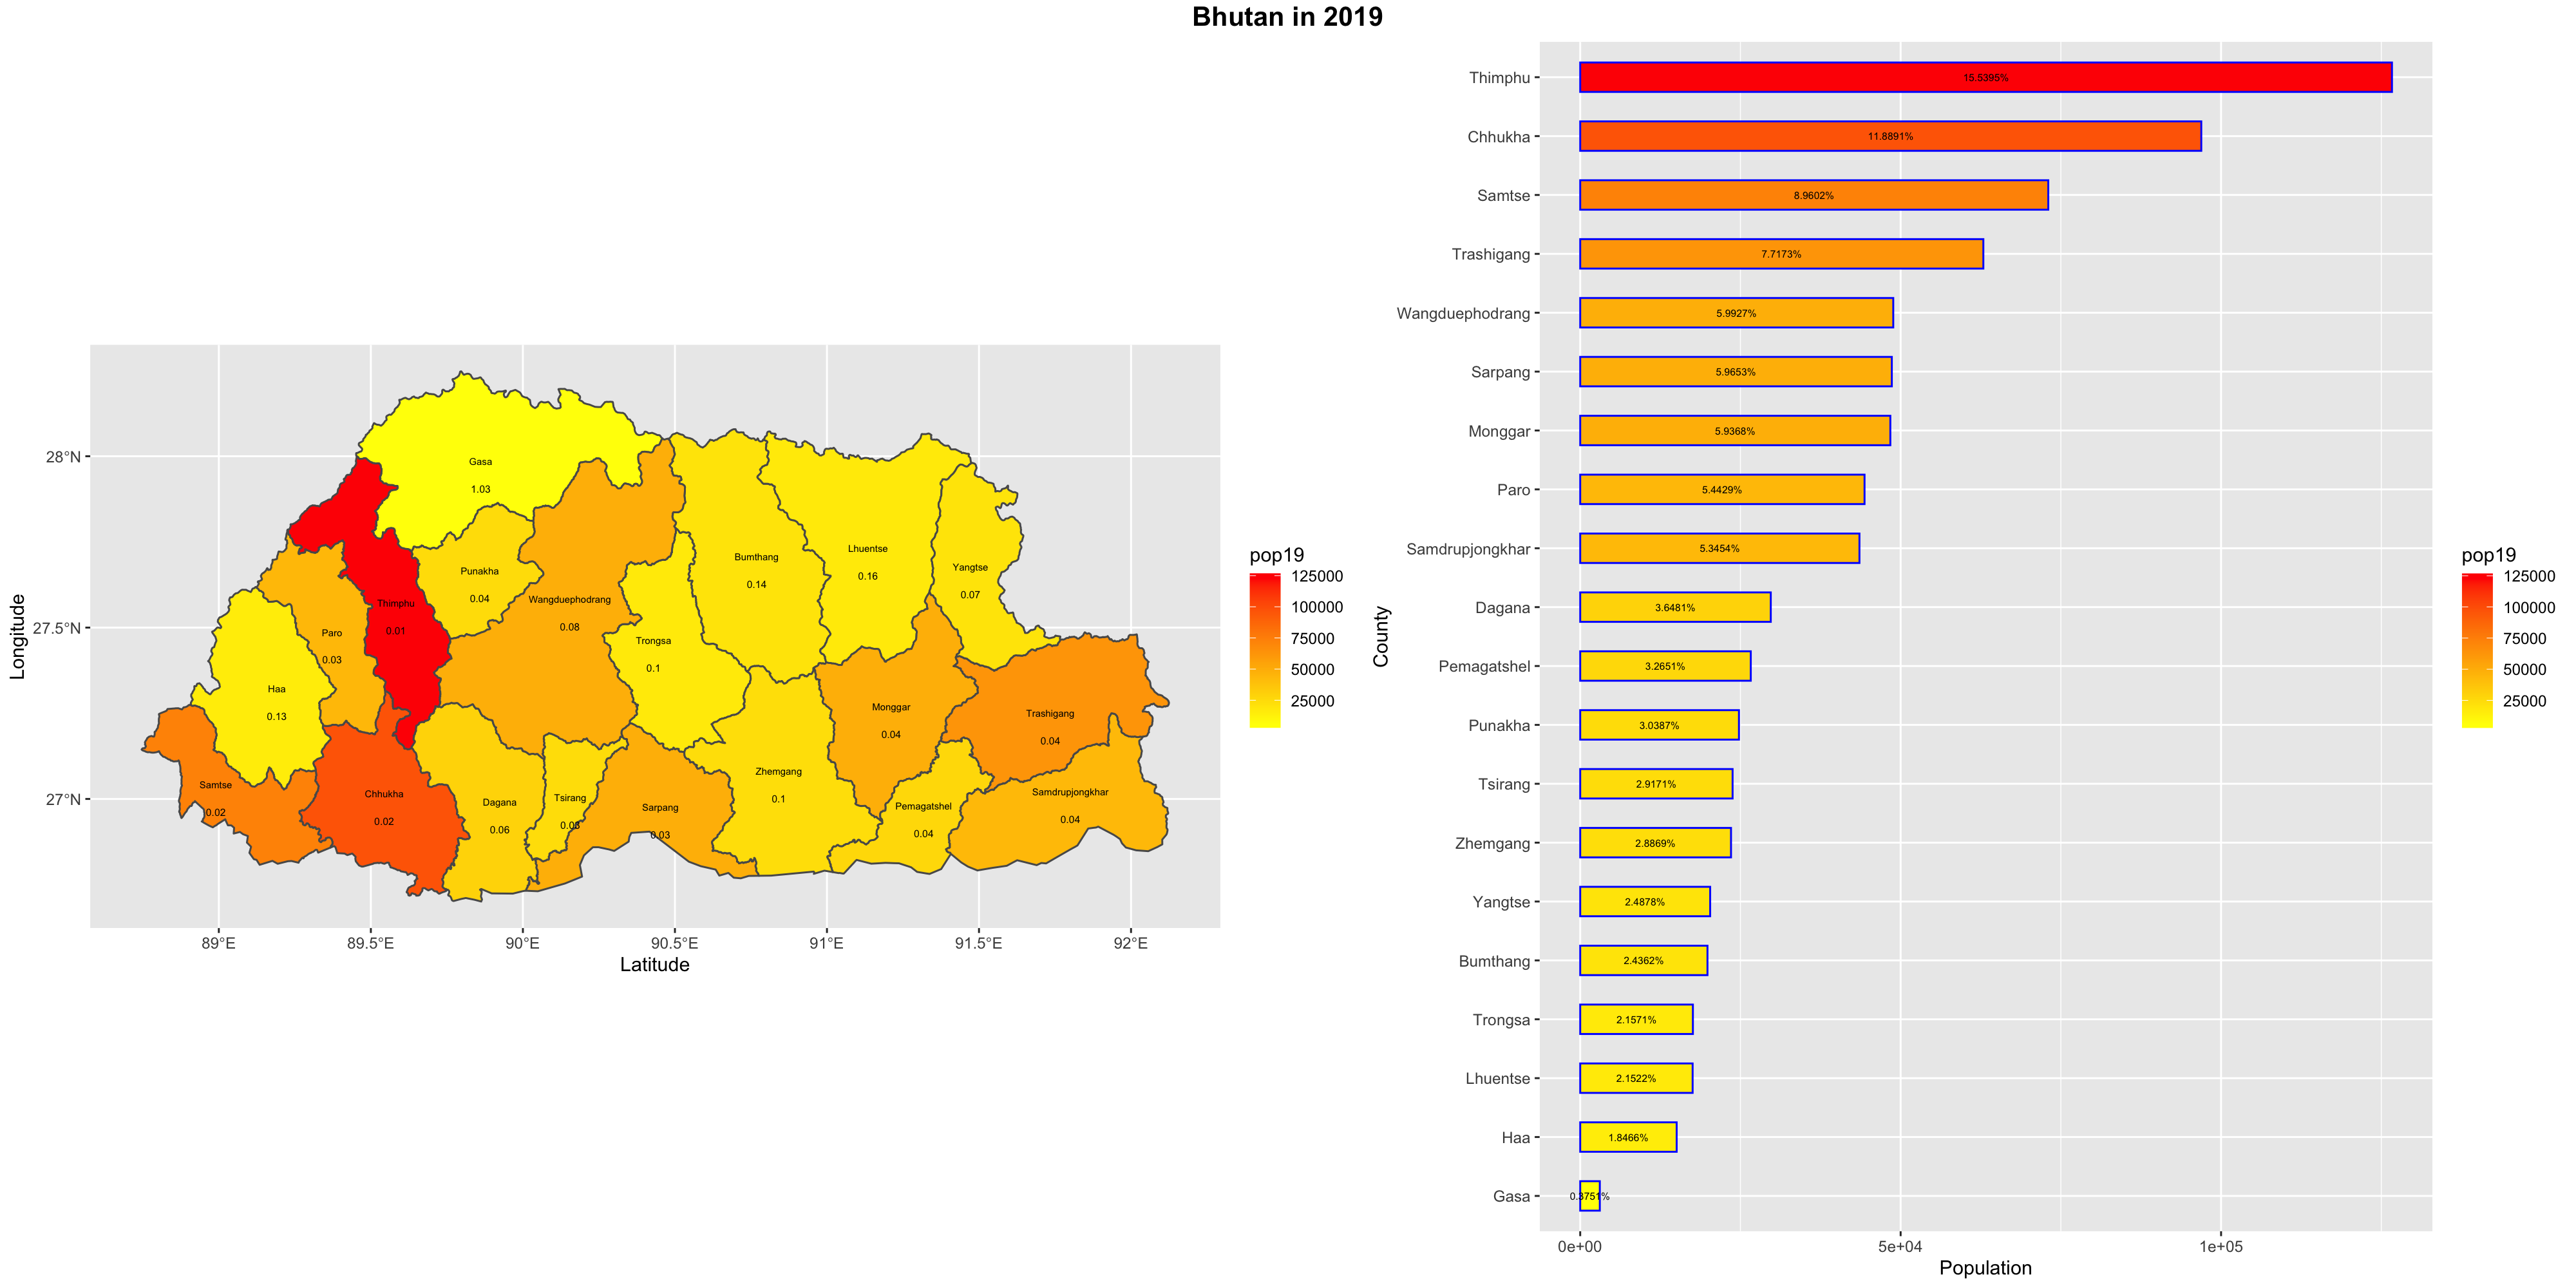 Bhutan in 2019
Longitude
28°N
27.5°N
27°N
Gasa
1.03
Punakha
0.04
Thimphu
0.01
Paro
0.03
Haa
0.13
Samtse
0.02
Chhukha
0.02
Wangduephodrang
0.08
Dagana
0.06
Tsirang
0.03
Sarpang
0.03
Trongsa
0.1
Bumthang
0.14
Lhuentse
0.16
Yangtse
0.07
Zhemgang
0.1
Monggar
0.04
Trashigang
0.04
Pemagatshel
0.04
Samdrupjongkhar
0.04
89°E 89.5°E 90°E 90.5°E 91°E 91.5°E 92°E
Latitude
pop19
125000
100000
75000
50000
25000
County
Thimphu 15.5395%
Chhukha 11.8891%
Samtse 8.9602%
Trashigang 7.7173%
Wangduephodrang 5.9927%
Sarpang 5.9653%
Monggar 5.9368%
Paro 5.4429%
Samdrupjongkhar 5.3454%
Dagana 3.6481%
Pemagatshel 3.2651%
Punakha 3.0387%
Tsirang 2.9171%
Zhemgang 2.8869%
Yangtse 2.4878%
Bumthang 2.4362%
Trongsa 2.1571%
Lhuentse 2.1522%
Haa 1.8466%
Gasa 0.3751%
0e+00 5e+04 1e+05
Population
pop19
125000
100000
75000
50000
25000